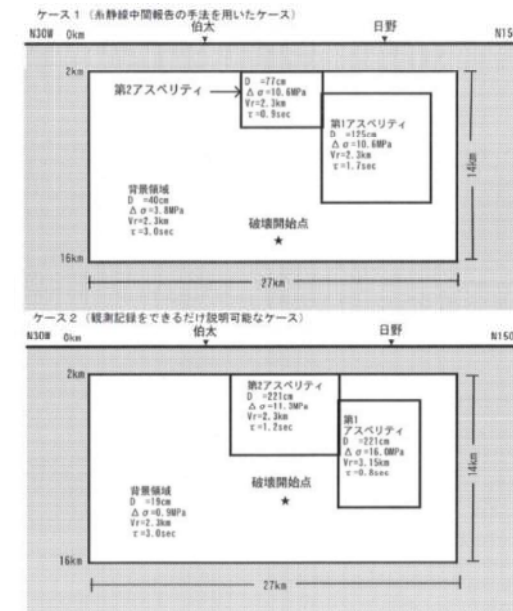 ケース1（糸静線中間報告の手法を用いたケース）
N30W 0km 伯太 日野 N15
2km
第2アスペリティ
D =77cm
Δσ=10.6MPa
Vr=2.3km
τ=0.9sec
第1アスペリティ
D =125cm
Δσ=10.6MPa
Vr=2.3km
τ=1.7sec
14km
背景領域
D =40cm
Δσ=3.8MPa
Vr=2.3km
τ=3.0sec
破壊開始点
★
16km
27km
ケース2（観測記録をできるだけ説明可能なケース）
N30W 0km 伯太 日野 N150
2km
第2アスペリティ
D =221cm
Δσ=11.3MPa
Vr=2.3km
τ=1.2sec
第1
アスペリティ
D =221cm
Δσ=16.0MPa
Vr=3.15km
τ=0.8sec
14km
背景領域
D =19cm
Δσ=0.9MPa
Vr=2.3km
τ=3.0sec
破壊開始点
★
16km
27km